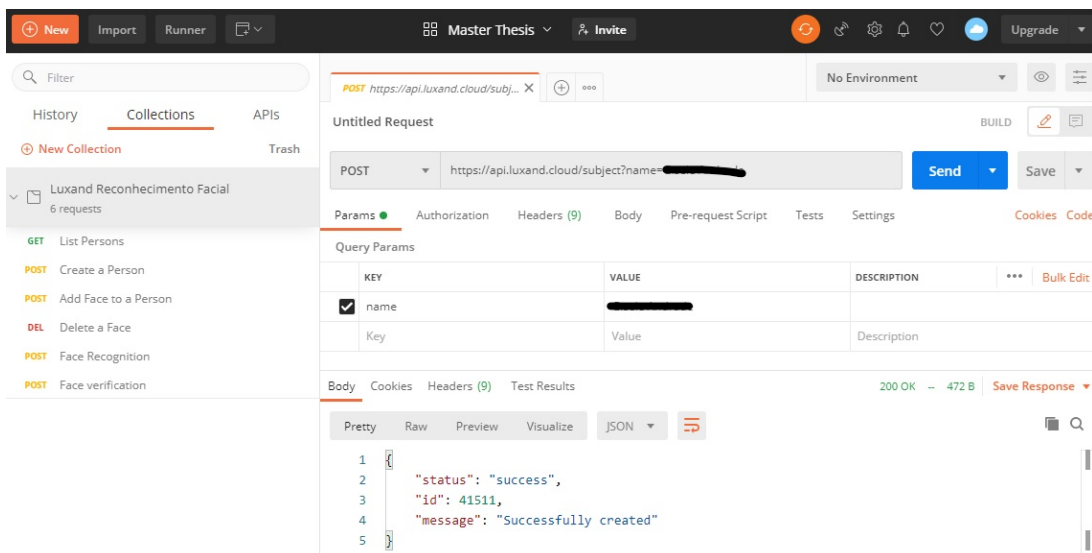 New Import Runner Master Thesis Invite Upgrade
Filter
History Collections APIs
New Collection Trash
Luxand Reconhecimento Facial
6 requests
GET List Persons
POST Create a Person
POST Add Face to a Person
DEL Delete a Face
POST Face Recognition
POST Face verification
POST https://api.luxand.cloud/subj... No Environment
Untitled Request BUILD
POST https://api.luxand.cloud/subject?name= Send Save
Params Authorization Headers (9) Body Pre-request Script Tests Settings Cookies Code
Query Params
KEY VALUE DESCRIPTION Bulk Edit
name
Key Value Description
Body Cookies Headers (9) Test Results 200 OK -- 472 B Save Response
Pretty Raw Preview Visualize JSON
1 {
2 "status": "success",
3 "id": 41511,
4 "message": "Successfully created"
5 }